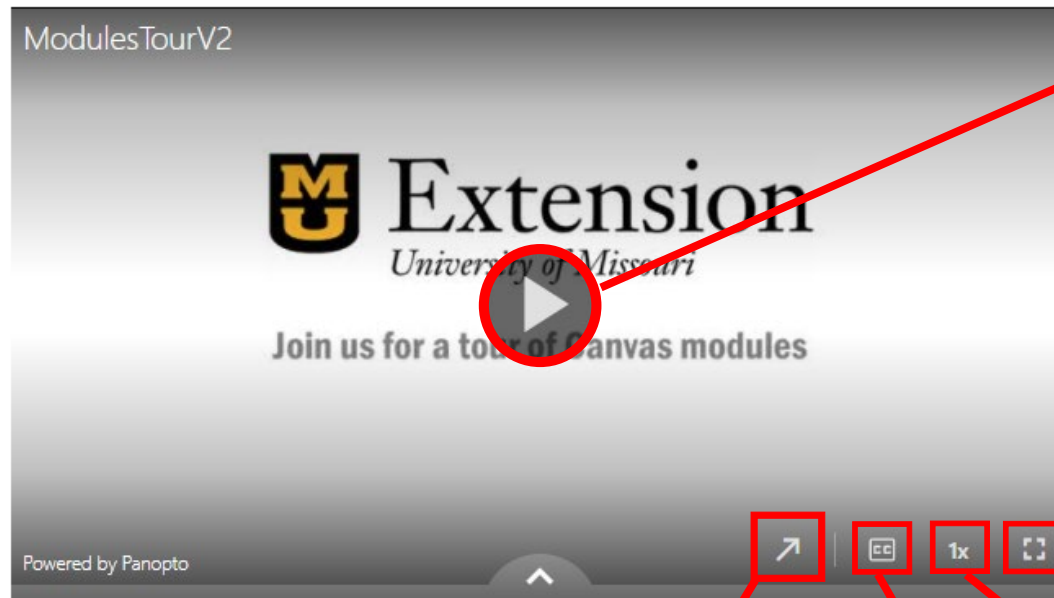 ModulesTourV2
MU Extension
University of Missouri
Join us for a tour of Canvas modules
Powered by Panopto
CC
1x